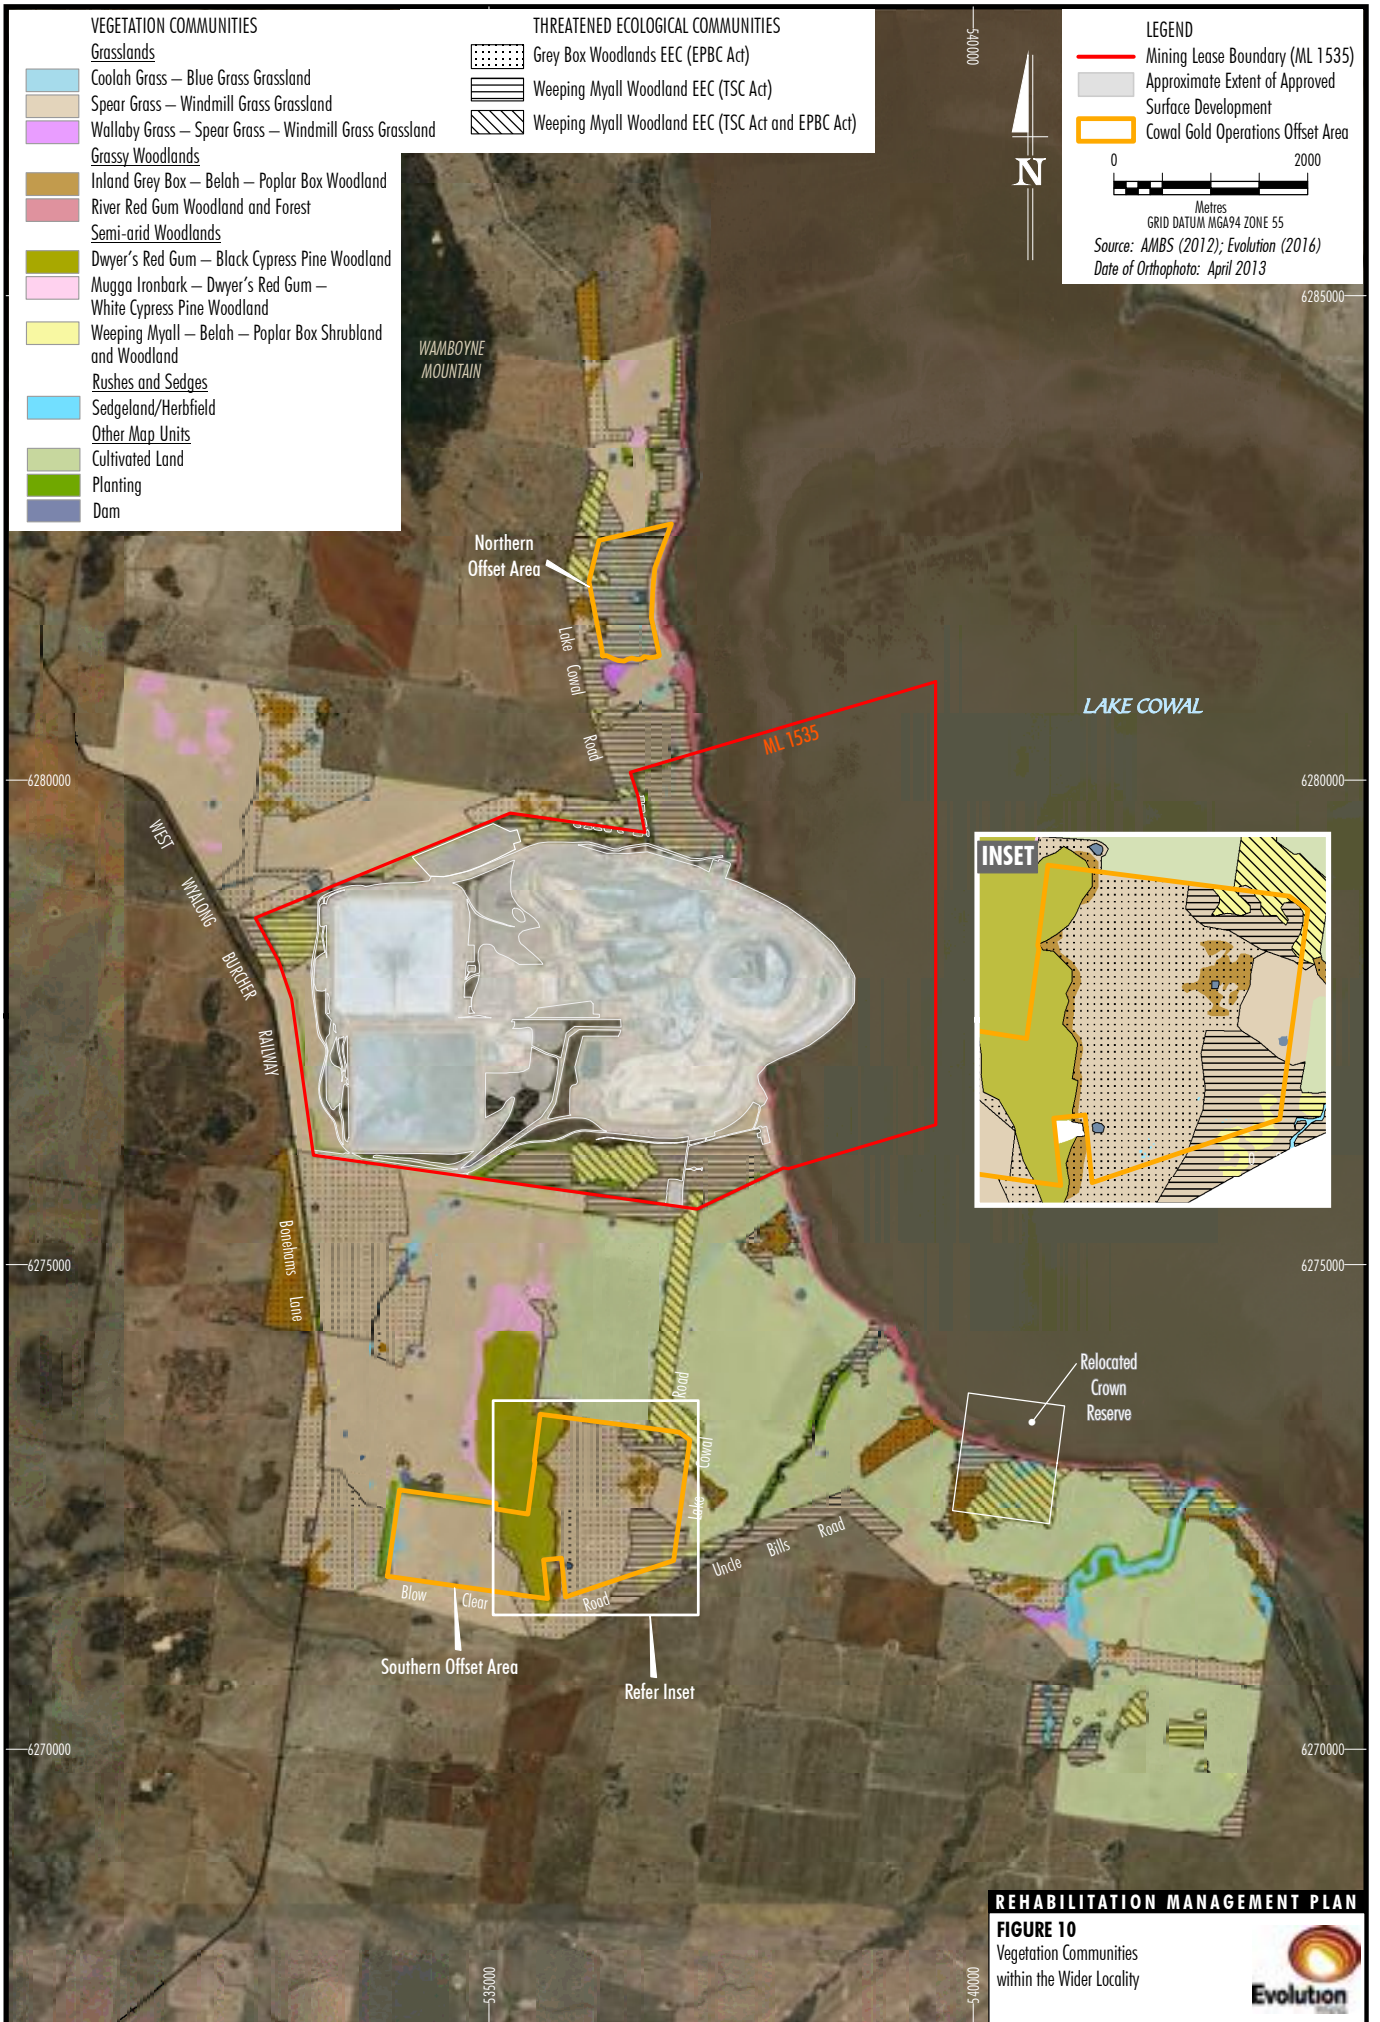 VEGETATION COMMUNITIES
Grasslands
Coolah Grass – Blue Grass Grassland
Spear Grass – Windmill Grass Grassland
Wallaby Grass – Spear Grass – Windmill Grass Grassland
Grassy Woodlands
Inland Grey Box – Belah – Poplar Box Woodland
River Red Gum Woodland and Forest
Semi-arid Woodlands
Dwyer's Red Gum – Black Cypress Pine Woodland
Mugga Ironbark – Dwyer's Red Gum –
White Cypress Pine Woodland
Weeping Myall – Belah – Poplar Box Shrubland
and Woodland
Rushes and Sedges
Sedgeland/Herbfield
Other Map Units
Cultivated Land
Planting
Dam
THREATENED ECOLOGICAL COMMUNITIES
Grey Box Woodlands EEC (EPBC Act)
Weeping Myall Woodland EEC (TSC Act)
Weeping Myall Woodland EEC (TSC Act and EPBC Act)
540000
N
LEGEND
Mining Lease Boundary (ML 1535)
Approximate Extent of Approved
Surface Development
Cowal Gold Operations Offset Area
0 2000
Metres
GRID DATUM MGA94 ZONE 55
Source: AMBS (2012); Evolution (2016)
Date of Orthophoto: April 2013
6285000
WAMBOYNE
MOUNTAIN
Northern
Offset Area
Lake Cowal Road
LAKE COWAL
ML 1535
6280000
6280000
WEST WYALONG BURCHER RAILWAY
INSET
Bonehams Lane
6275000
6275000
Relocated
Crown
Reserve
Lake Cowal Road
Uncle Bills Road
Blow Clear Road
Southern Offset Area
Refer Inset
6270000
6270000
535000
540000
REHABILITATION MANAGEMENT PLAN
FIGURE 10
Vegetation Communities
within the Wider Locality
Evolution